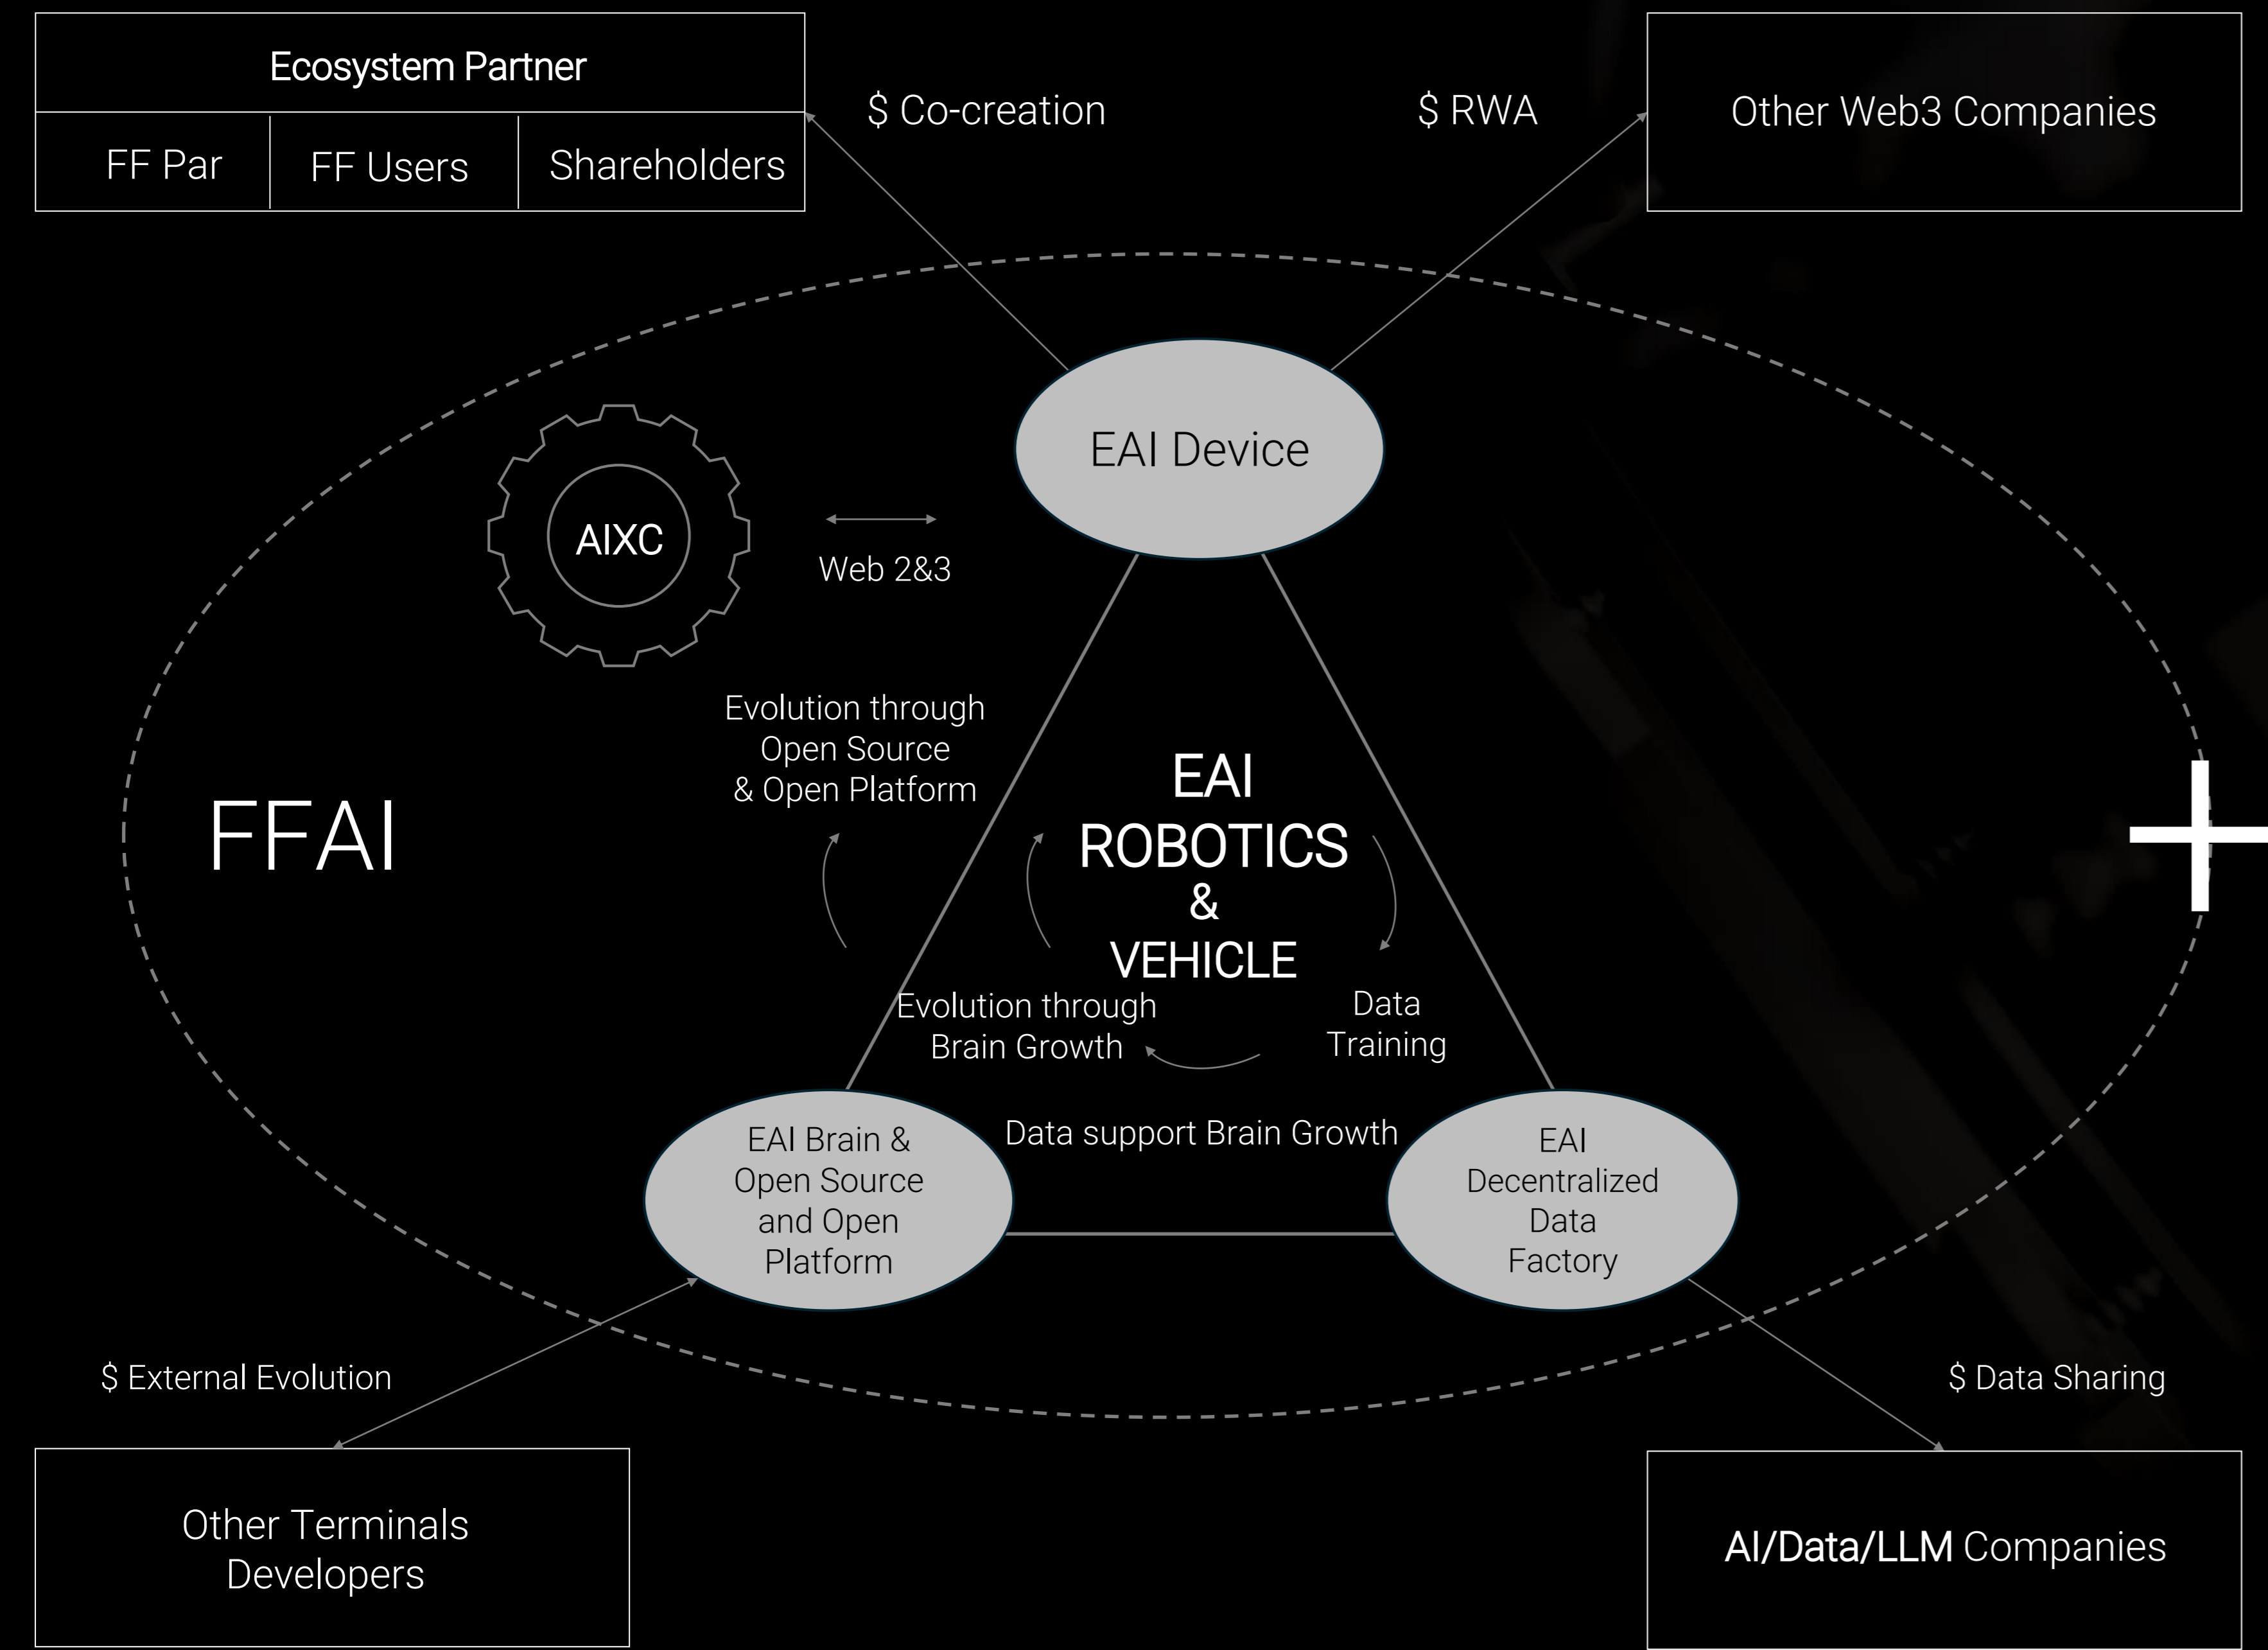 Ecosystem Partner
FF Par
FF Users
Shareholders
$ Co-creation
$ RWA
Other Web3 Companies
EAI Device
AIXC
Web 2&3
Evolution through
Open Source
& Open Platform
FFAI
EAI
ROBOTICS
&
VEHICLE
Evolution through
Brain Growth
Data
Training
Data support Brain Growth
EAI Brain &
Open Source
and Open
Platform
EAI
Decentralized
Data
Factory
$ External Evolution
$ Data Sharing
Other Terminals
Developers
AI/Data/LLM Companies